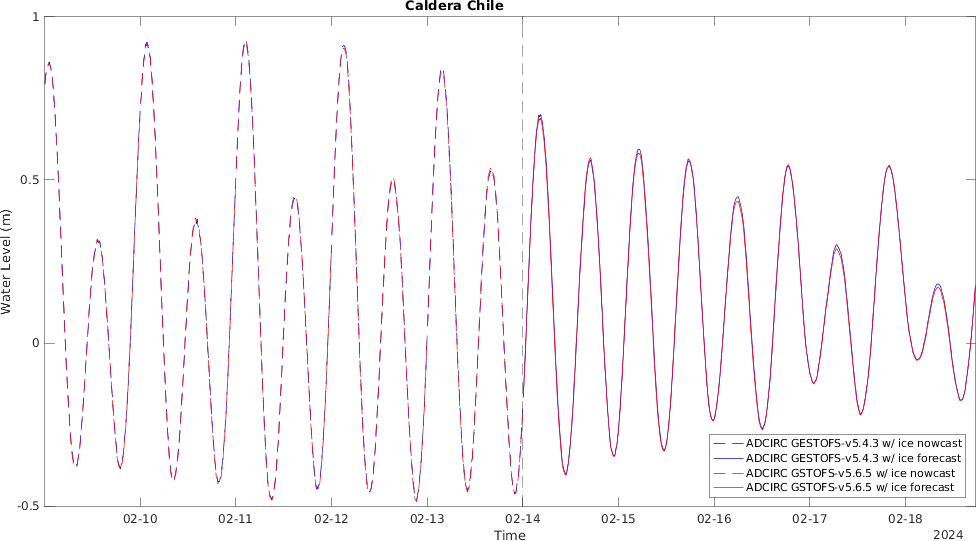 Caldera Chile
1
0.5
0
-0.5
Water Level (m)
ADCIRC GESTOFS-v5.4.3 w/ ice nowcast
ADCIRC GESTOFS-v5.4.3 w/ ice forecast
ADCIRC GSTOFS-v5.6.5 w/ ice nowcast
ADCIRC GSTOFS-v5.6.5 w/ ice forecast
02-10 02-11 02-12 02-13 02-14 02-15 02-16 02-17 02-18
Time
2024